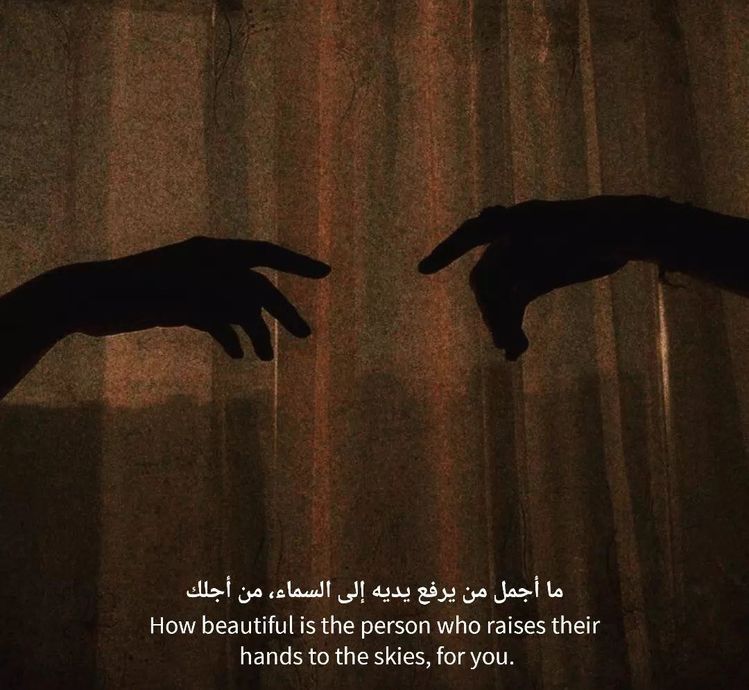 ما أجمل من يرفع يديه إلى السماء، من أجلك
How beautiful is the person who raises their
hands to the skies, for you.